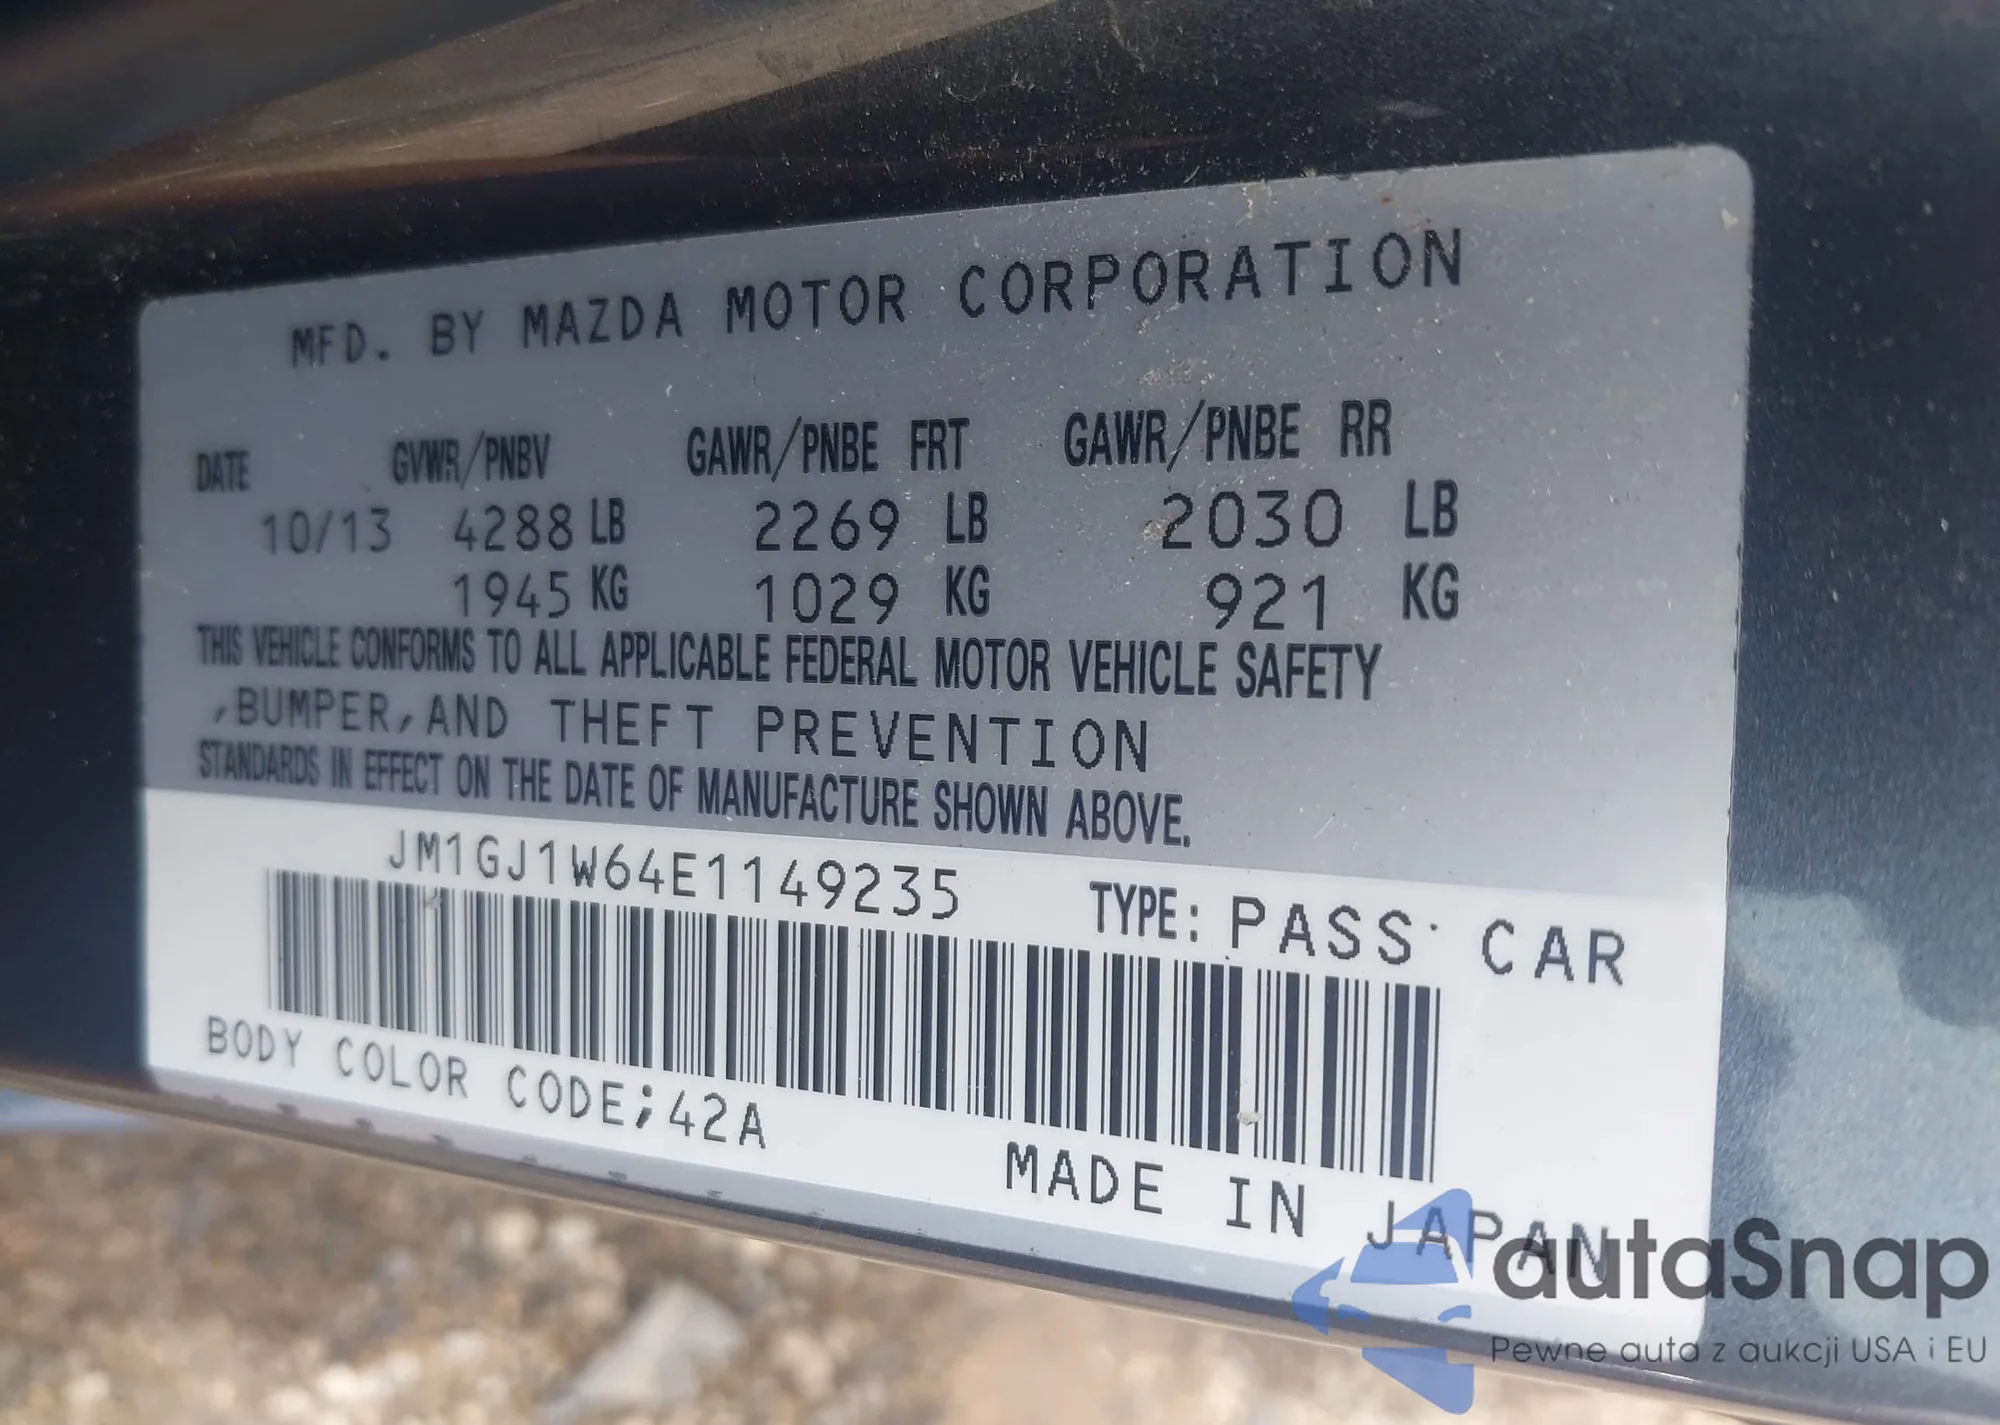 MFD. BY MAZDA MOTOR CORPORATION
DATE GVWR/PNBV GAWR/PNBE FRT GAWR/PNBE RR
10/13 4288 LB 2269 LB 2030 LB
1945 KG 1029 KG 921 KG
THIS VEHICLE CONFORMS TO ALL APPLICABLE FEDERAL MOTOR VEHICLE SAFETY
,BUMPER,AND THEFT PREVENTION
STANDARDS IN EFFECT ON THE DATE OF MANUFACTURE SHOWN ABOVE.
JM1GJ1W64E1149235 TYPE: PASS CAR
BODY COLOR CODE;42A
MADE IN JAPAN
autaSnap
Pewne auta z aukcji USA i EU